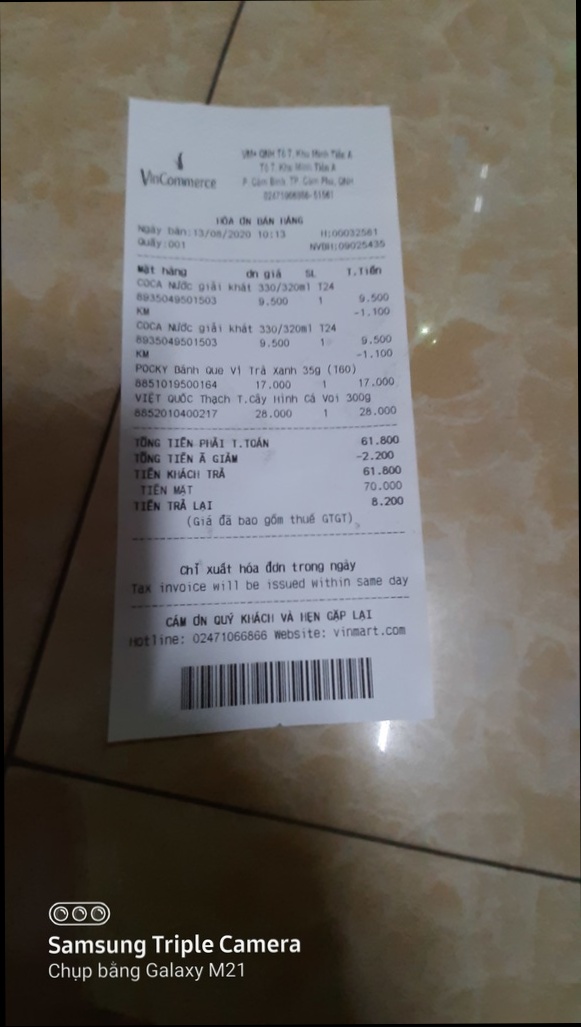 VinCommerce
VM+ QNH Tổ 7, Khu Minh Tiến A
Tổ 7, Khu Minh Tiến A
P. Cẩm Bình, TP. Cẩm Phả, QNH
HÓA ƠN BÁN HÀNG
Ngày bán:13/08/2020 10:13 H:00032561
Quầy:001 NVBH:09025435
Mặt hàng ơn giá SL T.Tiền
COCA Nước giải khát 330/320ml T24
8935049501503 9.500 1 9.500
KM -1.100
COCA Nước giải khát 330/320ml T24
8935049501503 9.500 1 9.500
KM -1.100
POCKY Bánh Que Vị Trà Xanh 35g (T60)
8851019500164 17.000 1 17.000
VIỆT QUỐC Thạch T.Cây Hình Cá Voi 300g
8852010400217 28.000 1 28.000
TỔNG TIỀN PHẢI T.TOÁN 61.800
TỔNG TIỀN Ã GIẢM -2.200
TIỀN KHÁCH TRẢ 61.800
TIỀN MẶT 70.000
TIỀN TRẢ LẠI 8.200
(Giá đã bao gồm thuế GTGT)
Chỉ xuất hóa đơn trong ngày
Tax invoice will be issued within same day
CẢM ƠN QUÝ KHÁCH VÀ HẸN GẶP LẠI
Hotline: 02471066866 Website: vinmart.com
Samsung Triple Camera
Chụp bằng Galaxy M21